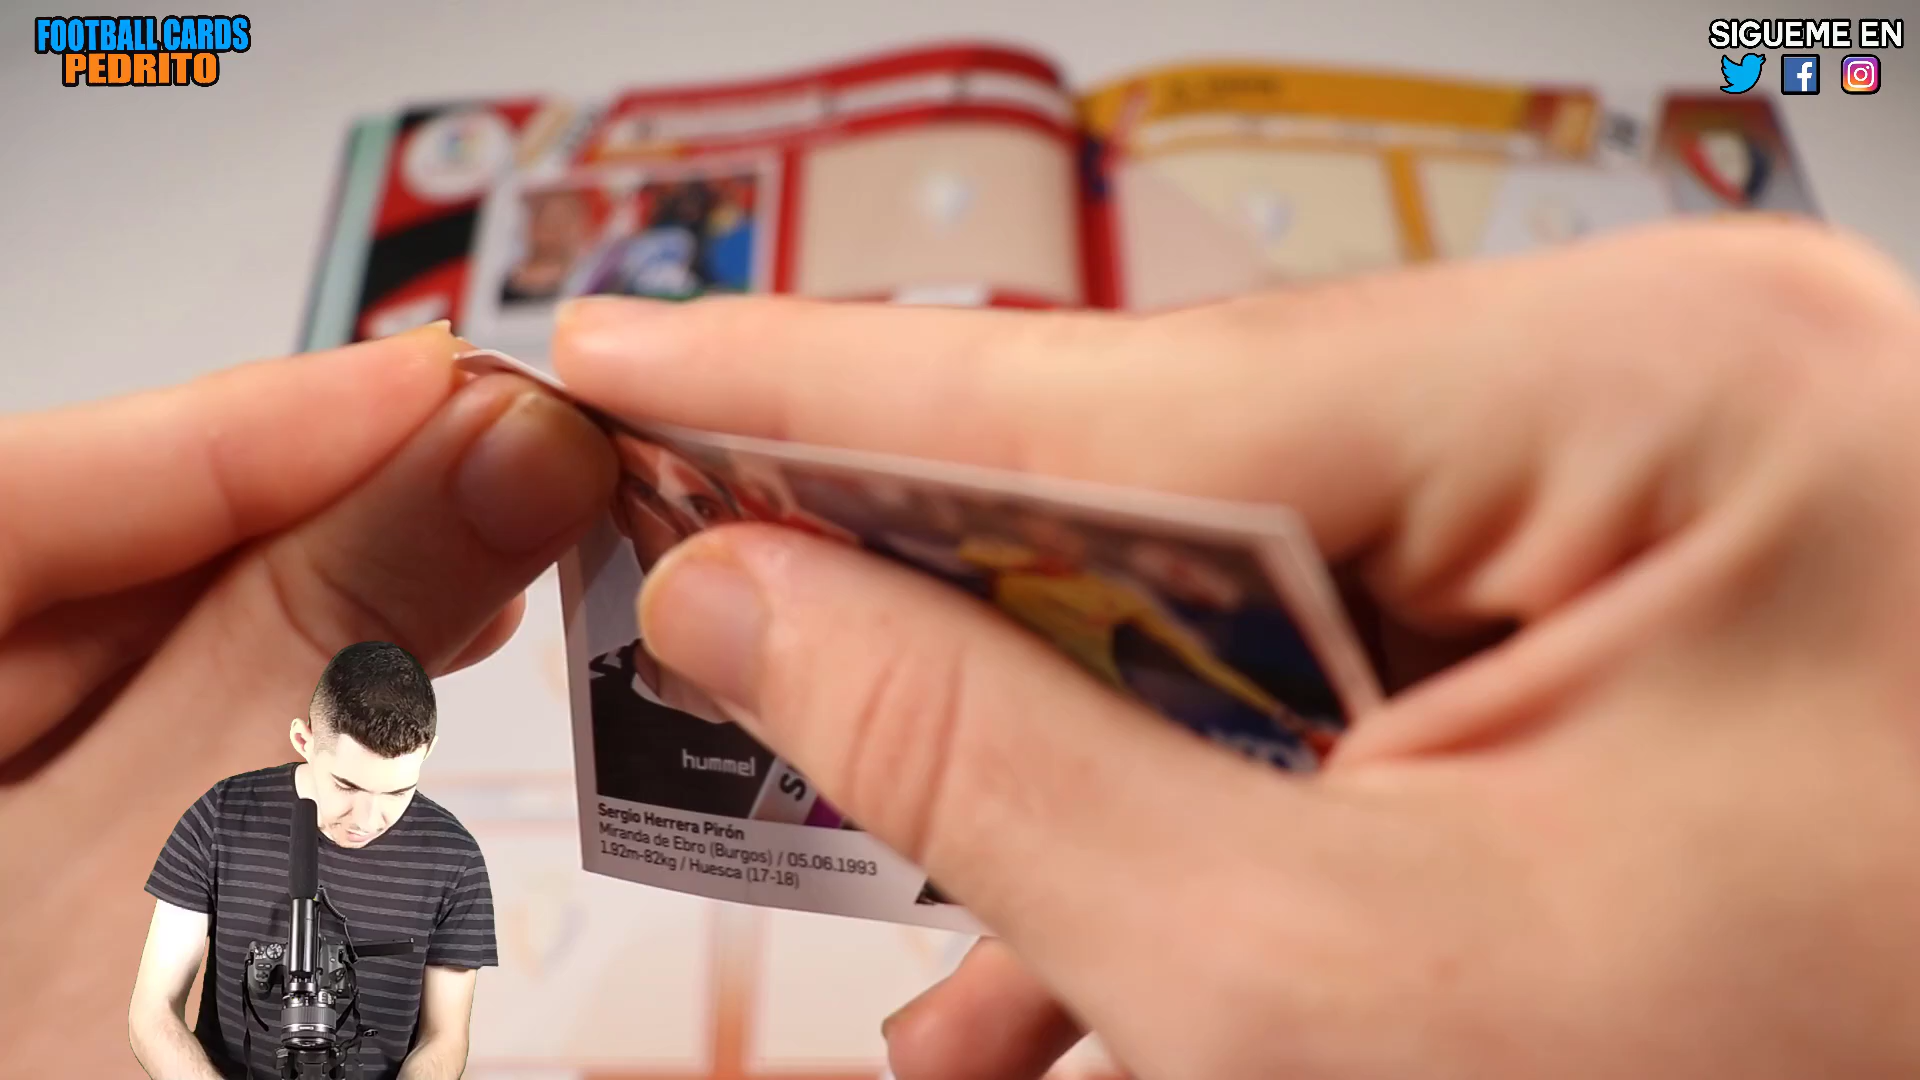 FOOTBALL CARDS
PEDRITO
SIGUEME EN
hummel
Sergio Herrera Pirón
Miranda de Ebro (Burgos) / 05.06.1993
1.92m-82kg / Huesca (17-18)